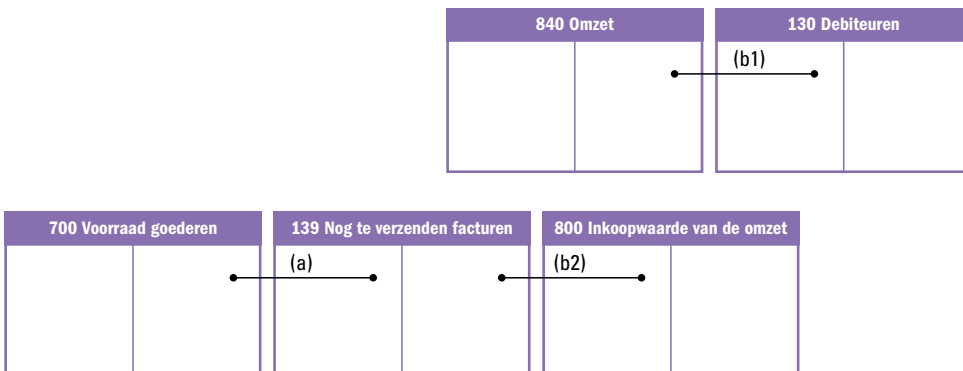 840 Omzet
130 Debiteuren
(b1)
700 Voorraad goederen
139 Nog te verzenden facturen
800 Inkoopwaarde van de omzet
(a)
(b2)